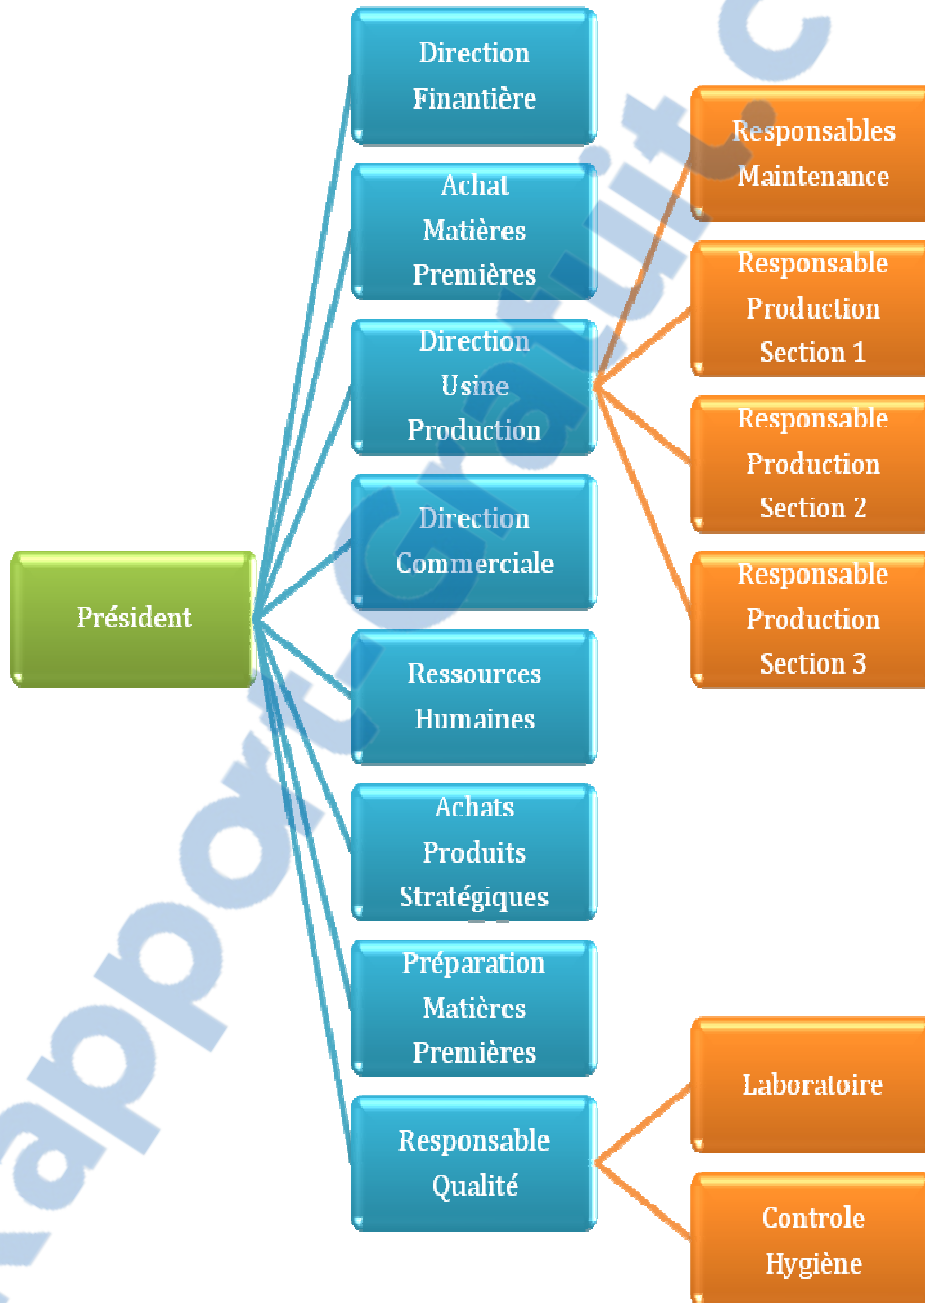 Président
Direction
Finantière
Achat
Matières
Premières
Direction
Usine
Production
Direction
Commerciale
Ressources
Humaines
Achats
Produits
Stratégiques
Préparation
Matières
Premières
Responsable
Qualité
Responsables
Maintenance
Responsable
Production
Section 1
Responsable
Production
Section 2
Responsable
Production
Section 3
Laboratoire
Controle
Hygiène
Rapport-Gratuit.c